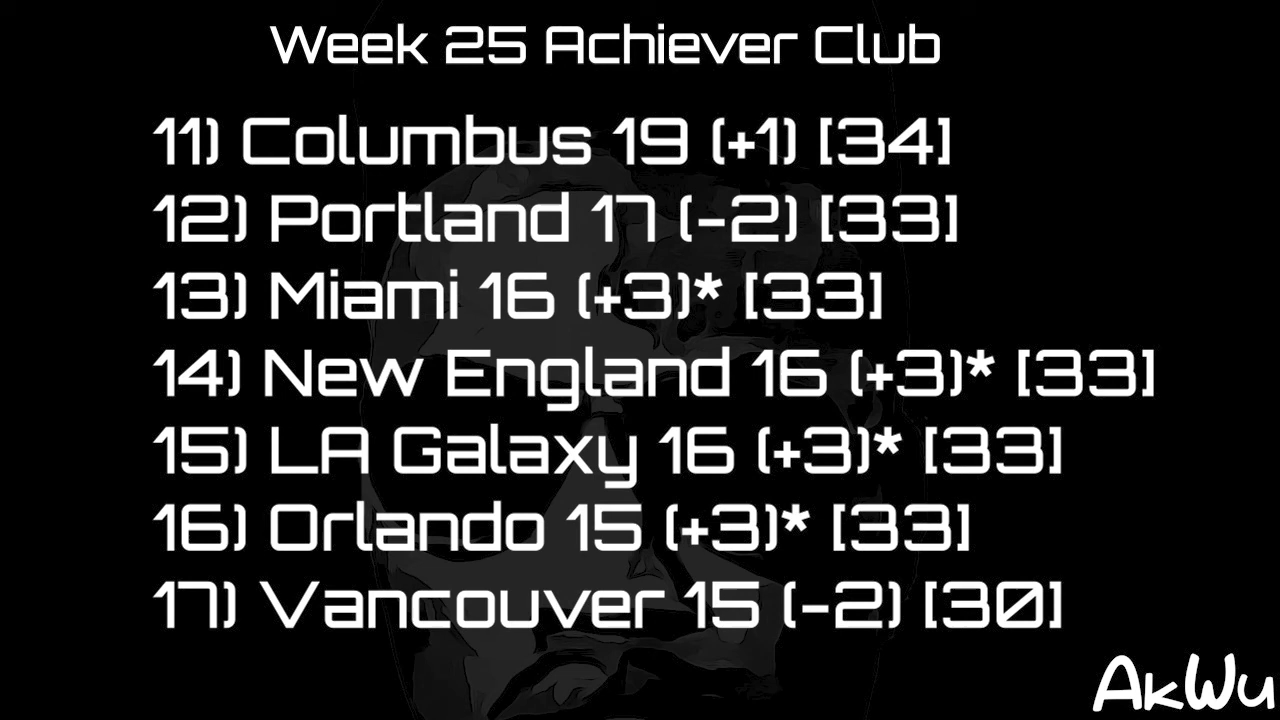 Week 25 Achiever Club
11) Columbus 19 (+1) [34]
12) Portland 17 (-2) [33]
13) Miami 16 (+3)* [33]
14) New England 16 (+3)* [33]
15) LA Galaxy 16 (+3)* [33]
16) Orlando 15 (+3)* [33]
17) Vancouver 15 (-2) [30]
AkWu